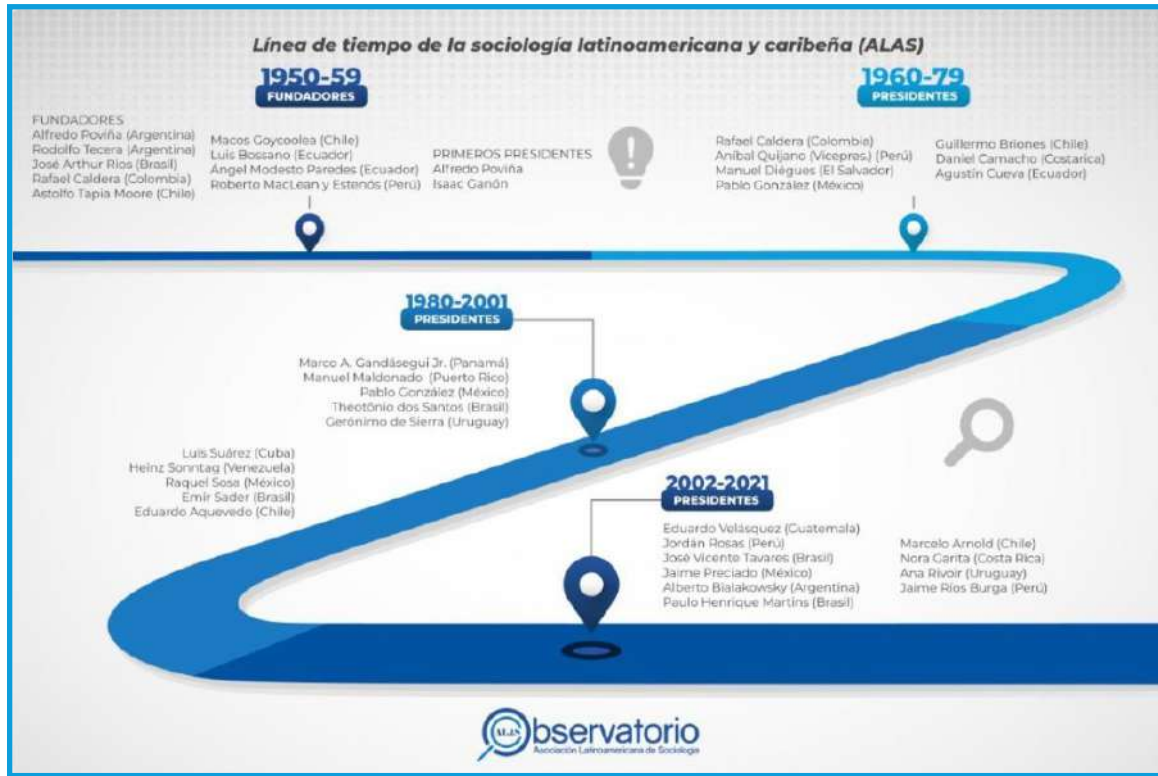 Línea de tiempo de la sociología latinoamericana y caribeña (ALAS)
1950-59
FUNDADORES
FUNDADORES
Alfredo Poviña (Argentina)
Rodolfo Tecera (Argentina)
José Arthur Rios (Brasil)
Rafael Caldera (Colombia)
Astolfo Tapia Moore (Chile)
Macos Goycoolea (Chile)
Luis Bossano (Ecuador)
Ángel Modesto Paredes (Ecuador)
Roberto MacLean y Estenós (Perú)
PRIMEROS PRESIDENTES
Alfredo Poviña
Isaac Ganón
1960-79
PRESIDENTES
Rafael Caldera (Colombia)
Aníbal Quijano (Vicepres.) (Perú)
Manuel Diégues (El Salvador)
Pablo González (México)
Guillermo Briones (Chile)
Daniel Camacho (Costarica)
Agustín Cueva (Ecuador)
1980-2001
PRESIDENTES
Marco A. Gandásegui Jr. (Panamá)
Manuel Maldonado (Puerto Rico)
Pablo González (México)
Theotônio dos Santos (Brasil)
Gerónimo de Sierra (Uruguay)
Luis Suárez (Cuba)
Heinz Sonntag (Venezuela)
Raquel Sosa (México)
Emir Sader (Brasil)
Eduardo Aquevedo (Chile)
2002-2021
PRESIDENTES
Eduardo Velásquez (Guatemala)
Jordán Rosas (Perú)
José Vicente Tavares (Brasil)
Jaime Preciado (México)
Alberto Bialakowsky (Argentina)
Paulo Henrique Martins (Brasil)
Marcelo Arnold (Chile)
Nora Garita (Costa Rica)
Ana Rivoir (Uruguay)
Jaime Ríos Burga (Perú)
ALAS Observatorio
Asociación Latinoamericana de Sociología